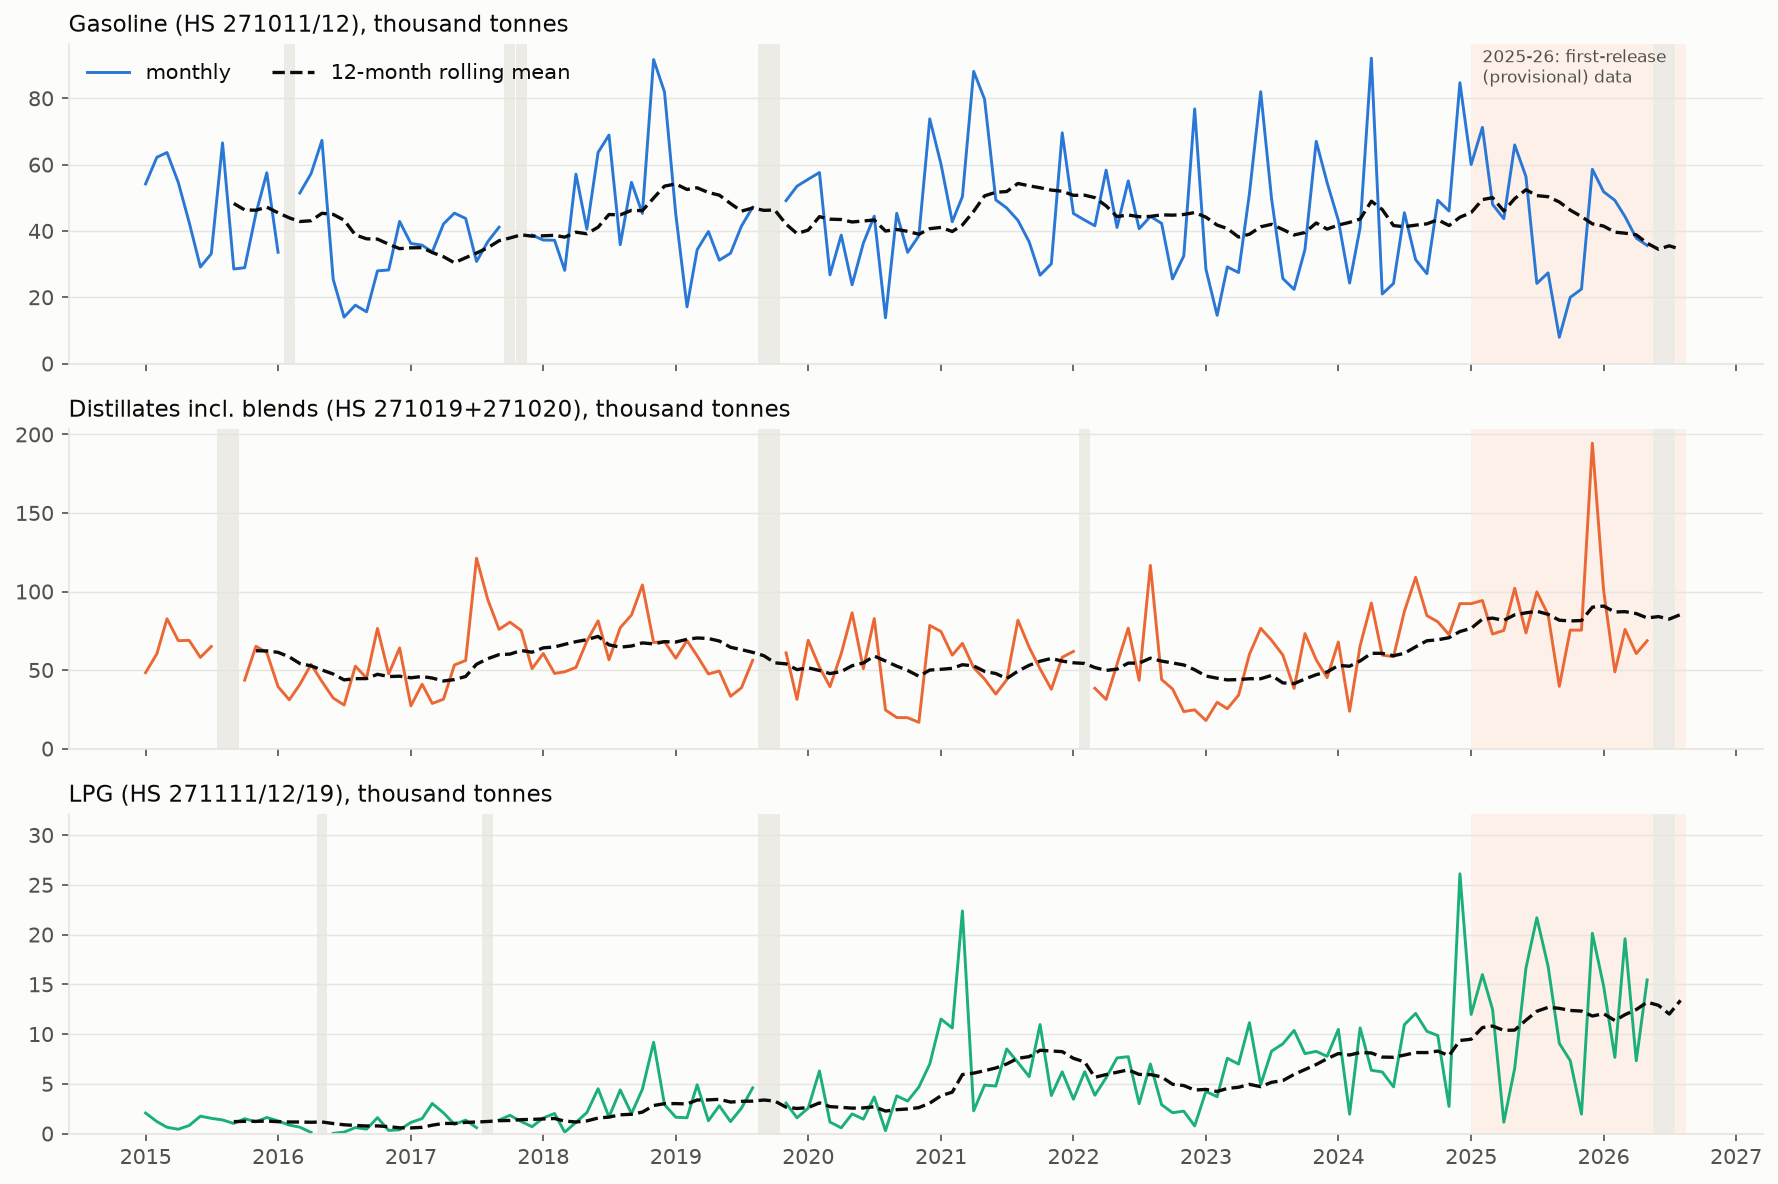 Gasoline (HS 271011/12), thousand tonnes
monthly
12-month rolling mean
2025-26: first-release
(provisional) data
80
60
40
20
0
Distillates incl. blends (HS 271019+271020), thousand tonnes
200
150
100
50
0
LPG (HS 271111/12/19), thousand tonnes
30
25
20
15
10
5
0
2015 2016 2017 2018 2019 2020 2021 2022 2023 2024 2025 2026 2027